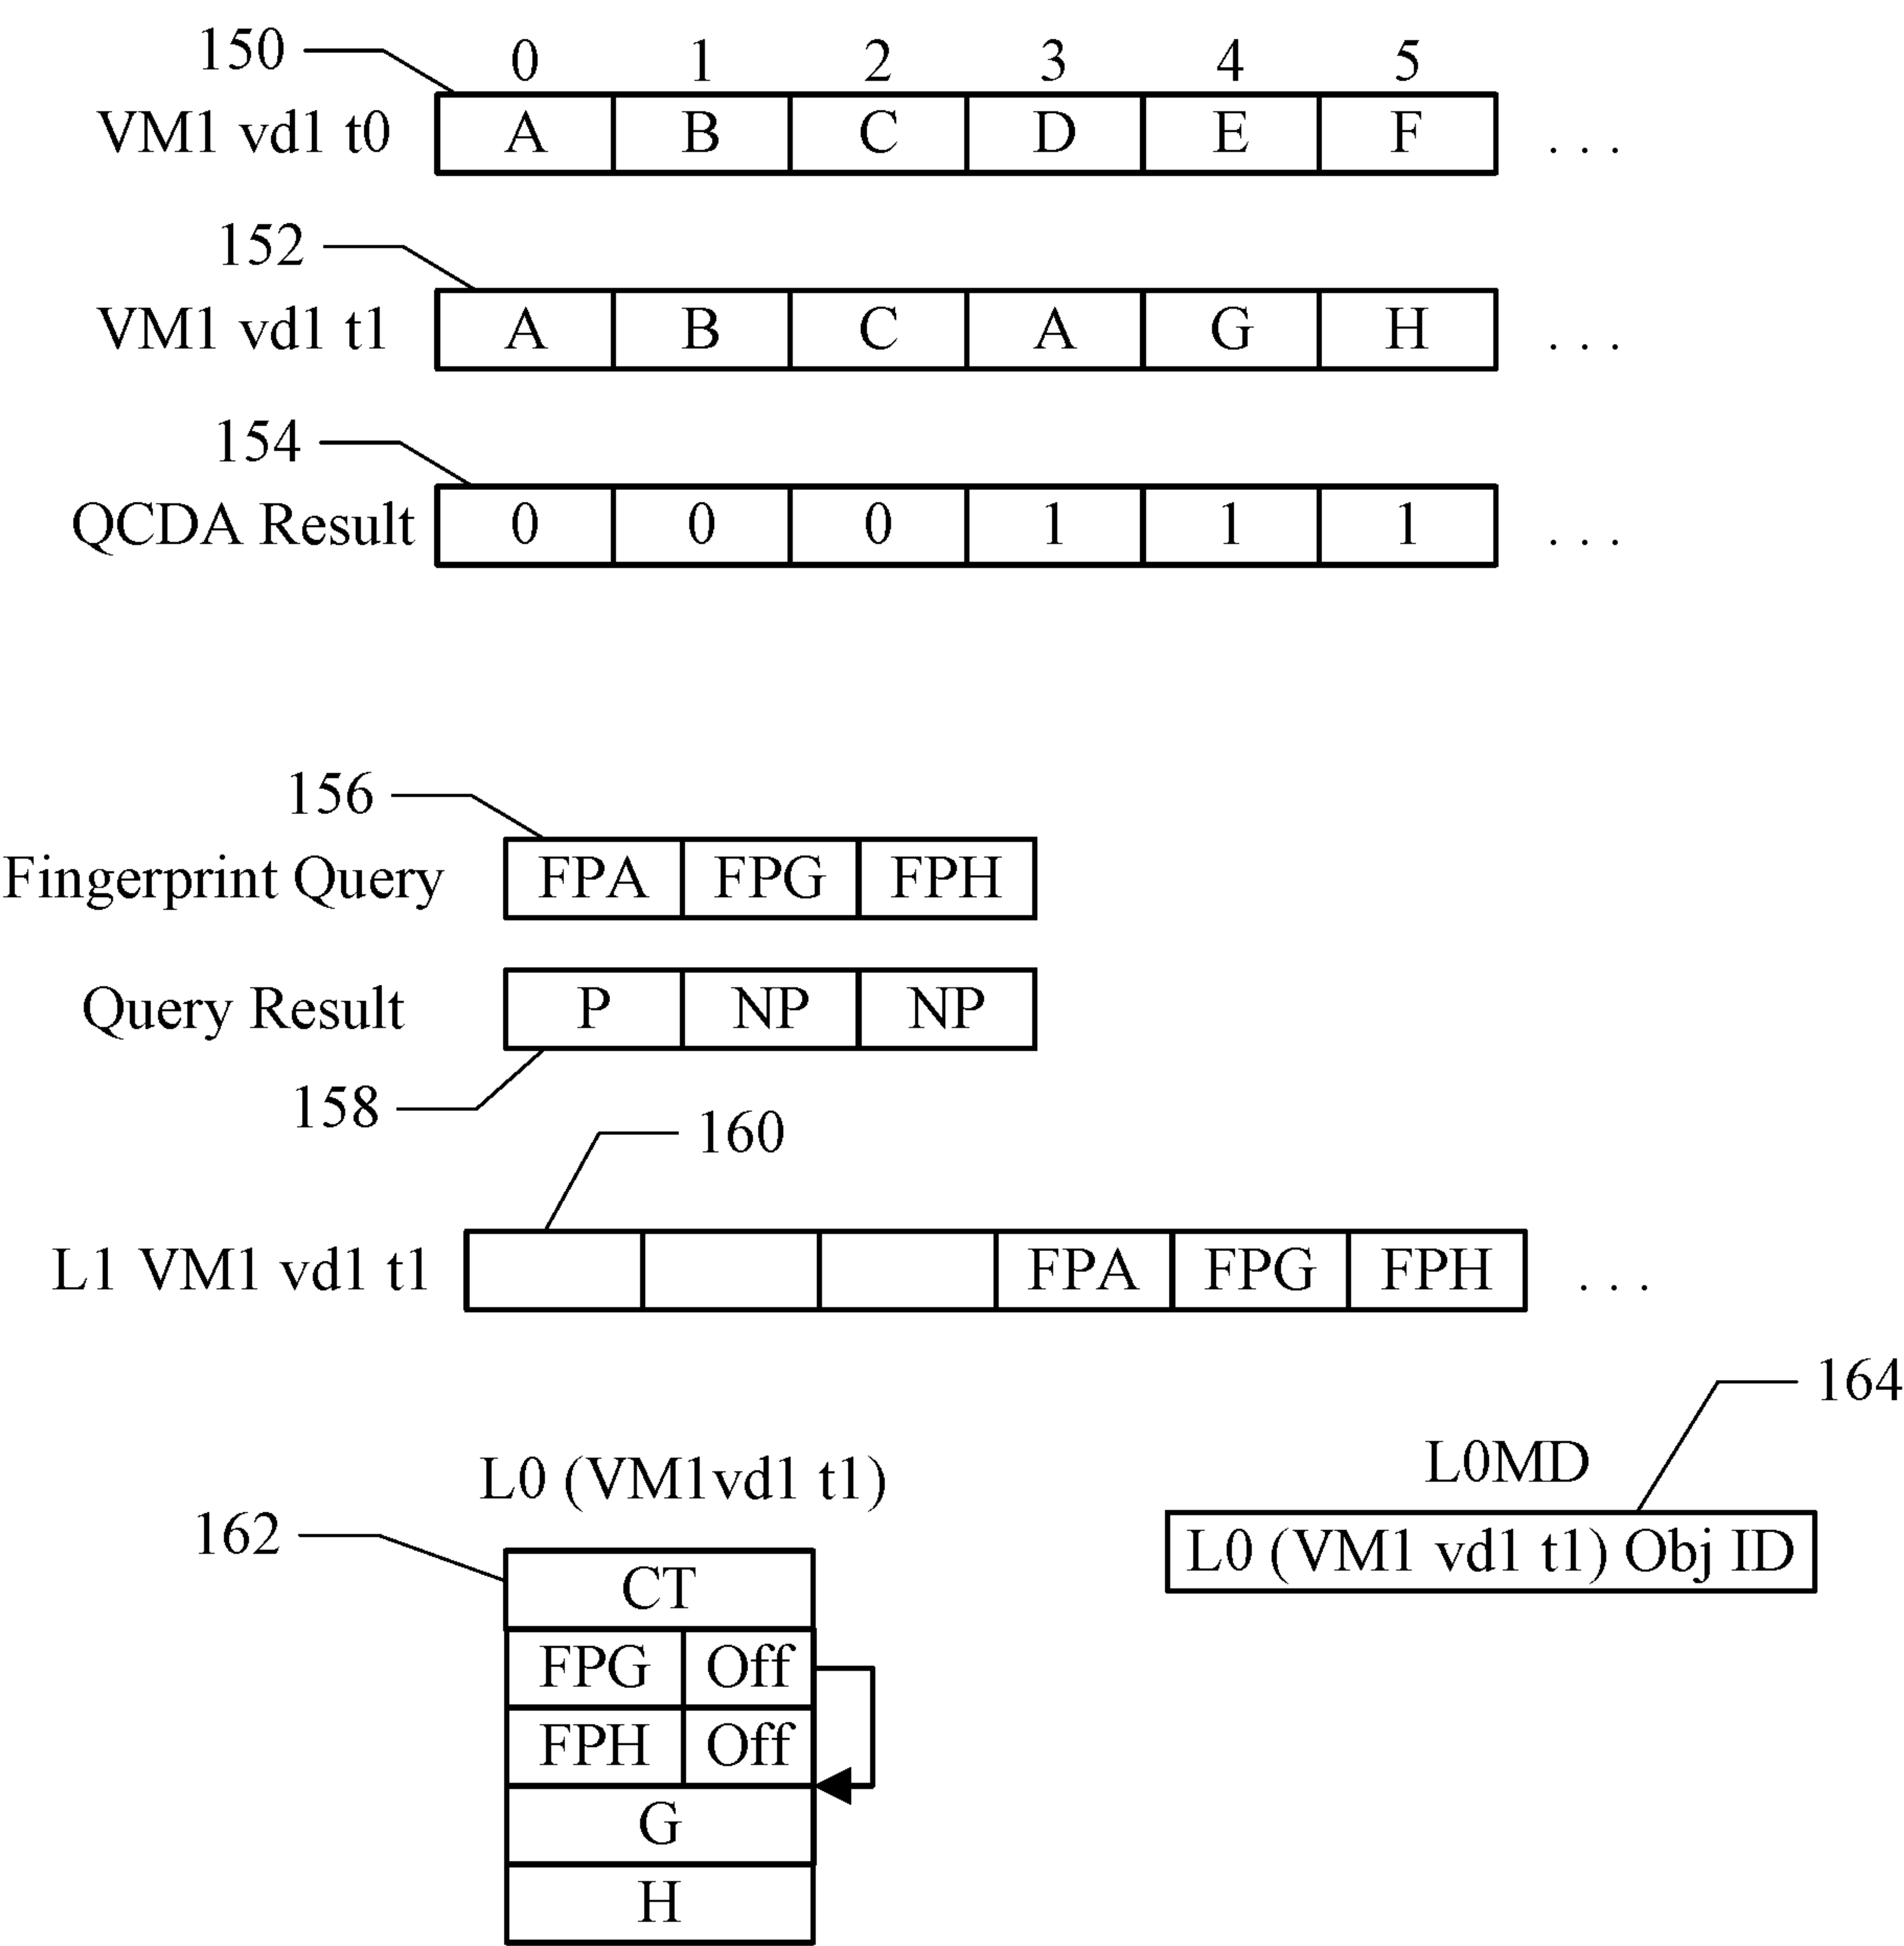 150 0 1 2 3 4 5
VM1 vd1 t0 A B C D E F . . .
152
VM1 vd1 t1 A B C A G H . . .
154
QCDA Result 0 0 0 1 1 1 . . .
156
Fingerprint Query FPA FPG FPH
Query Result P NP NP
158
160
L1 VM1 vd1 t1 FPA FPG FPH . . .
164
L0MD
L0 (VM1 vd1 t1) Obj ID
L0 (VM1vd1 t1)
162
CT
FPG Off
FPH Off
G
H